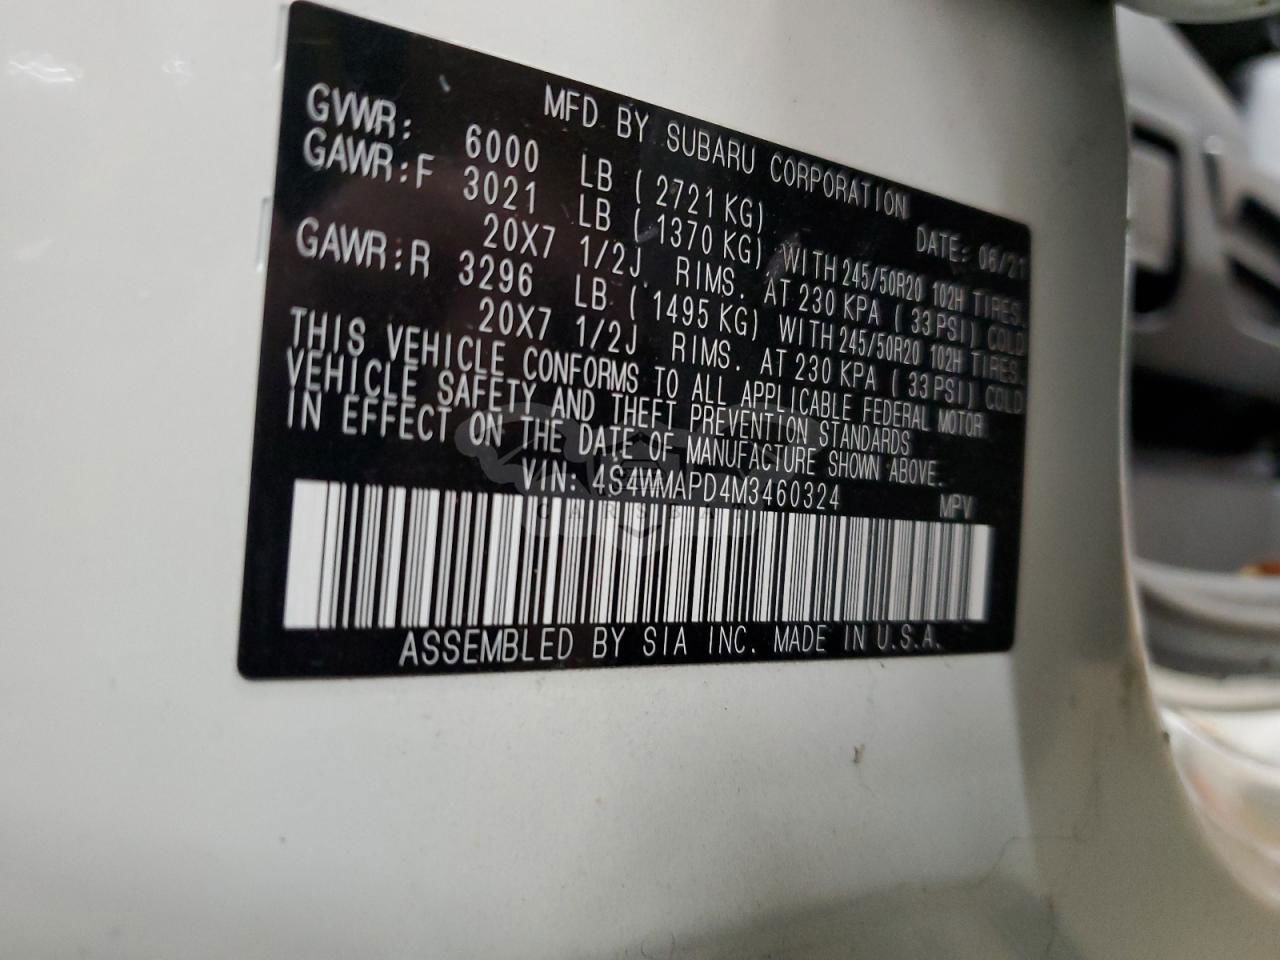 MFD BY SUBARU CORPORATION DATE: 06/21
GVWR: 6000 LB (2721 KG)
GAWR:F 3021 LB (1370 KG) WITH 245/50R20 102H TIRES,
20X7 1/2J RIMS. AT 230 KPA (33 PSI) COLD
GAWR:R 3296 LB (1495 KG) WITH 245/50R20 102H TIRES,
20X7 1/2J RIMS. AT 230 KPA (33 PSI) COLD
THIS VEHICLE CONFORMS TO ALL APPLICABLE FEDERAL MOTOR
VEHICLE SAFETY AND THEFT PREVENTION STANDARDS
IN EFFECT ON THE DATE OF MANUFACTURE SHOWN ABOVE.
VIN: 4S4WMAPD4M3460324 MPV
ASSEMBLED BY SIA INC. MADE IN U.S.A.